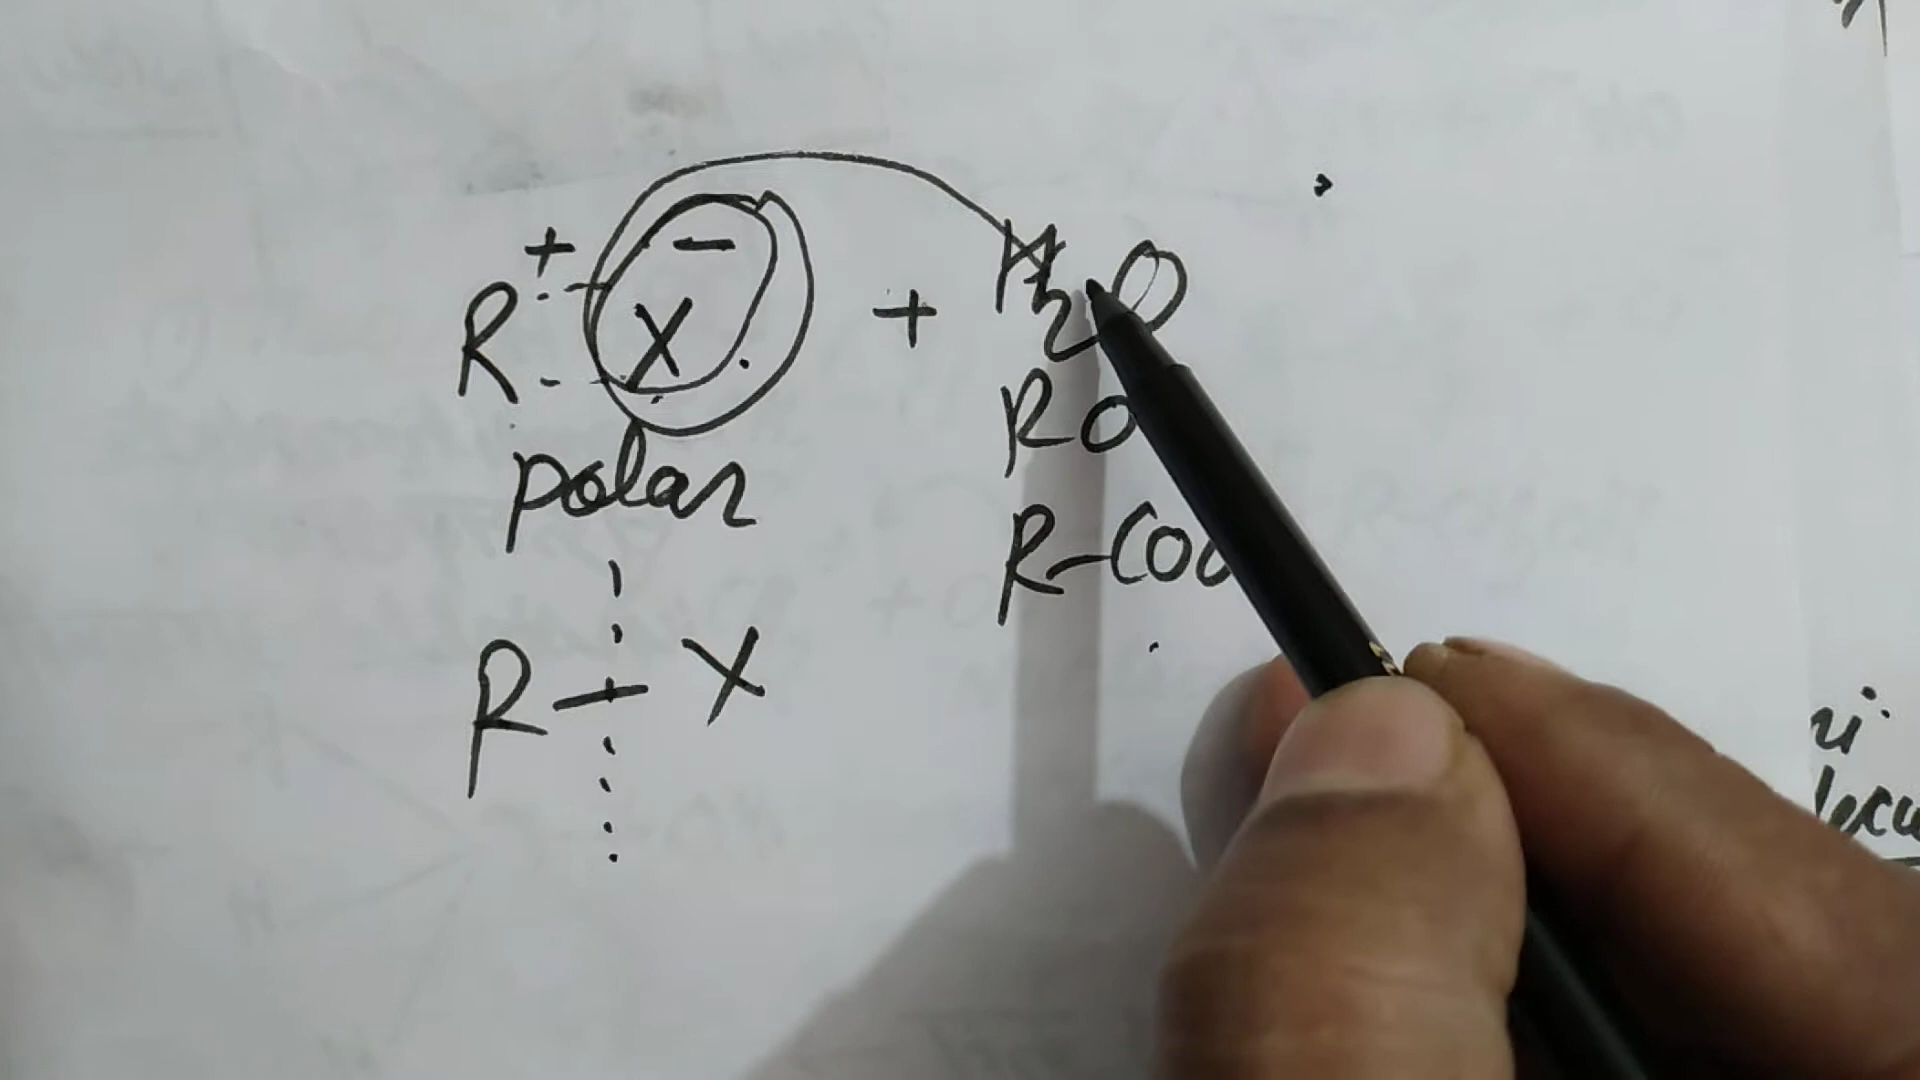 R + X - + H2O
RO
polar
R-COO
R-X